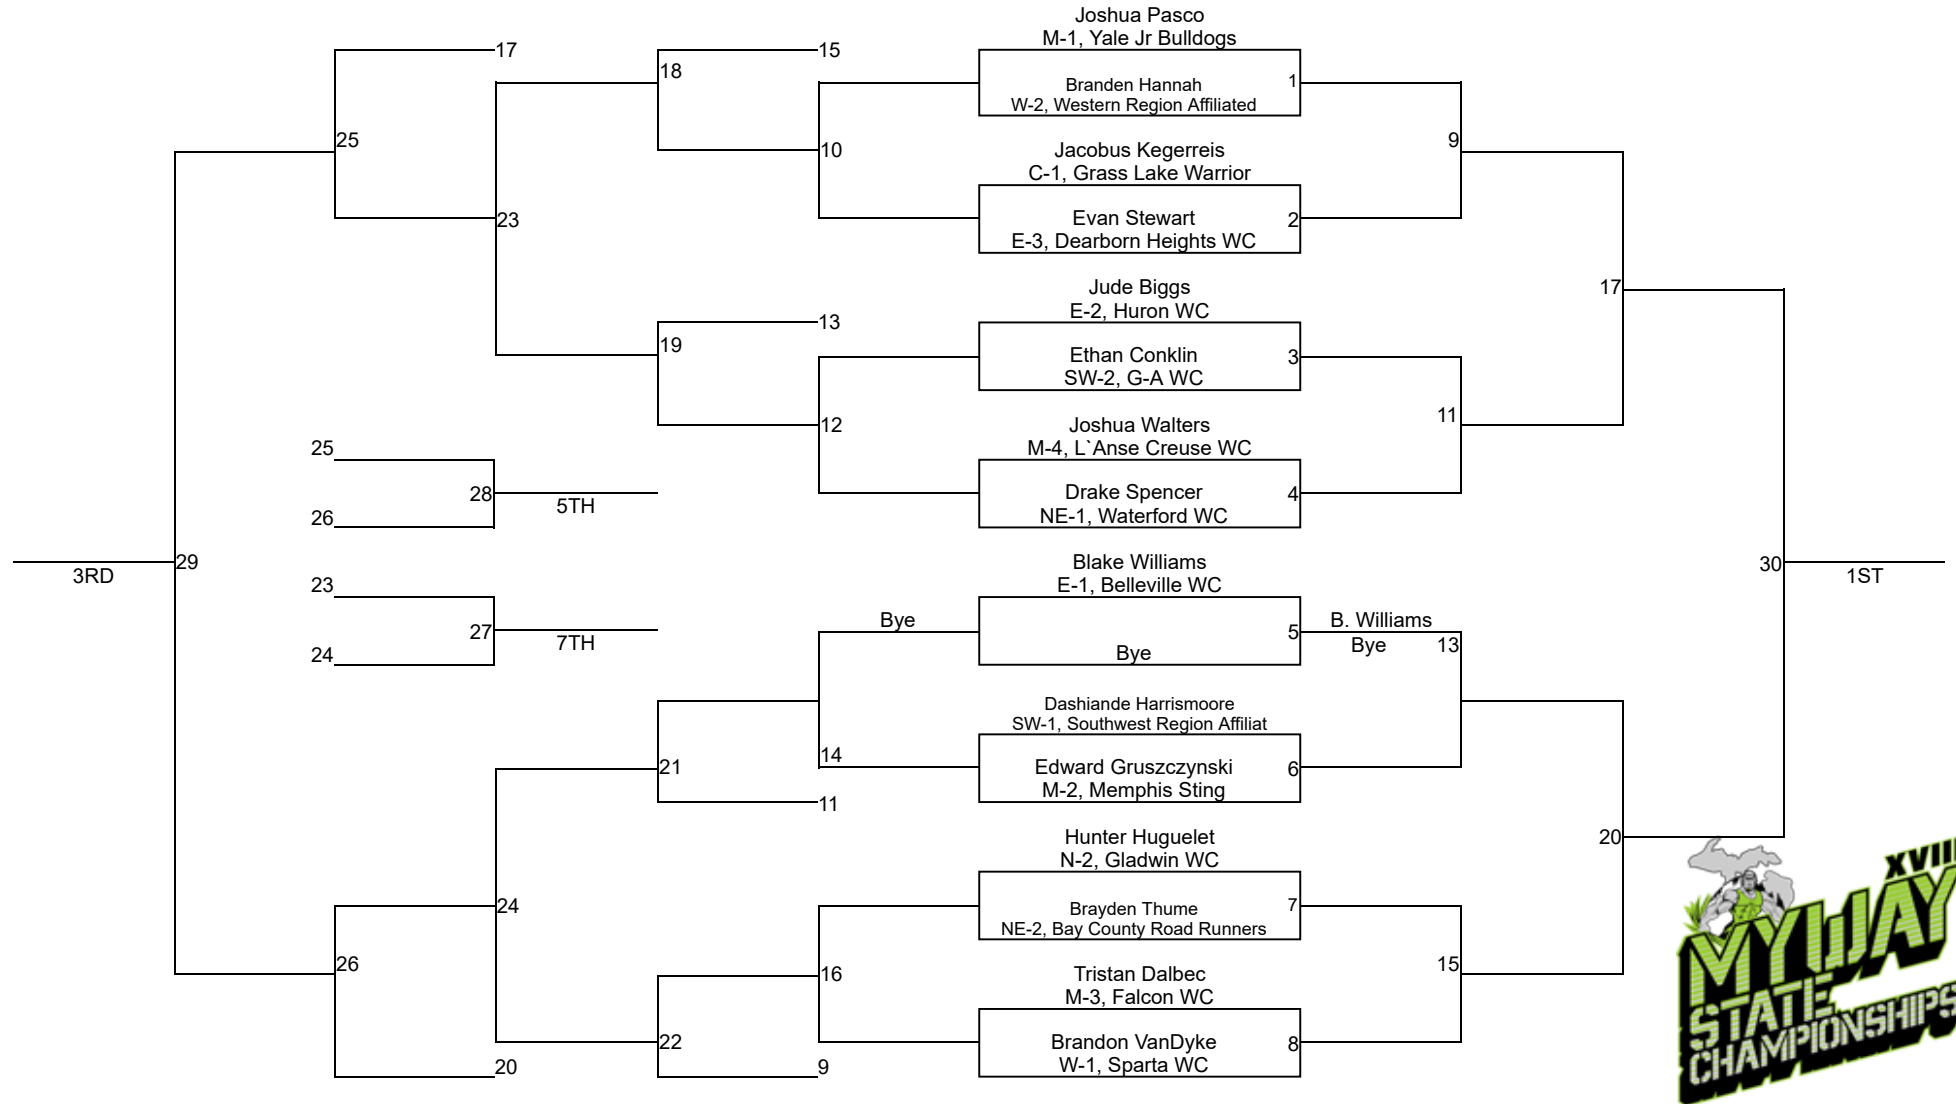 Joshua Pasco
M-1, Yale Jr Bulldogs
17
15
18
Branden Hannah
1
W-2, Western Region Affiliated
25
10
Jacobus Kegerreis
9
C-1, Grass Lake Warrior
23
Evan Stewart
2
E-3, Dearborn Heights WC
Jude Biggs
17
E-2, Huron WC
13
19
Ethan Conklin
3
SW-2, G-A WC
12
Joshua Walters
11
M-4, L`Anse Creuse WC
25
28
5TH
Drake Spencer
4
26
NE-1, Waterford WC
3RD
29
Blake Williams
30
1ST
E-1, Belleville WC
23
27
7TH
Bye
5
B. Williams
24
Bye
Bye
13
Dashiande Harrismoore
SW-1, Southwest Region Affiliat
21
14
Edward Gruszczynski
6
M-2, Memphis Sting
11
Hunter Huguelet
20
N-2, Gladwin WC
24
Brayden Thume
7
NE-2, Bay County Road Runners
26
16
Tristan Dalbec
15
M-3, Falcon WC
22
Brandon VanDyke
8
20
9
W-1, Sparta WC
XVIII
MYWAY
STATE
CHAMPIONSHIPS